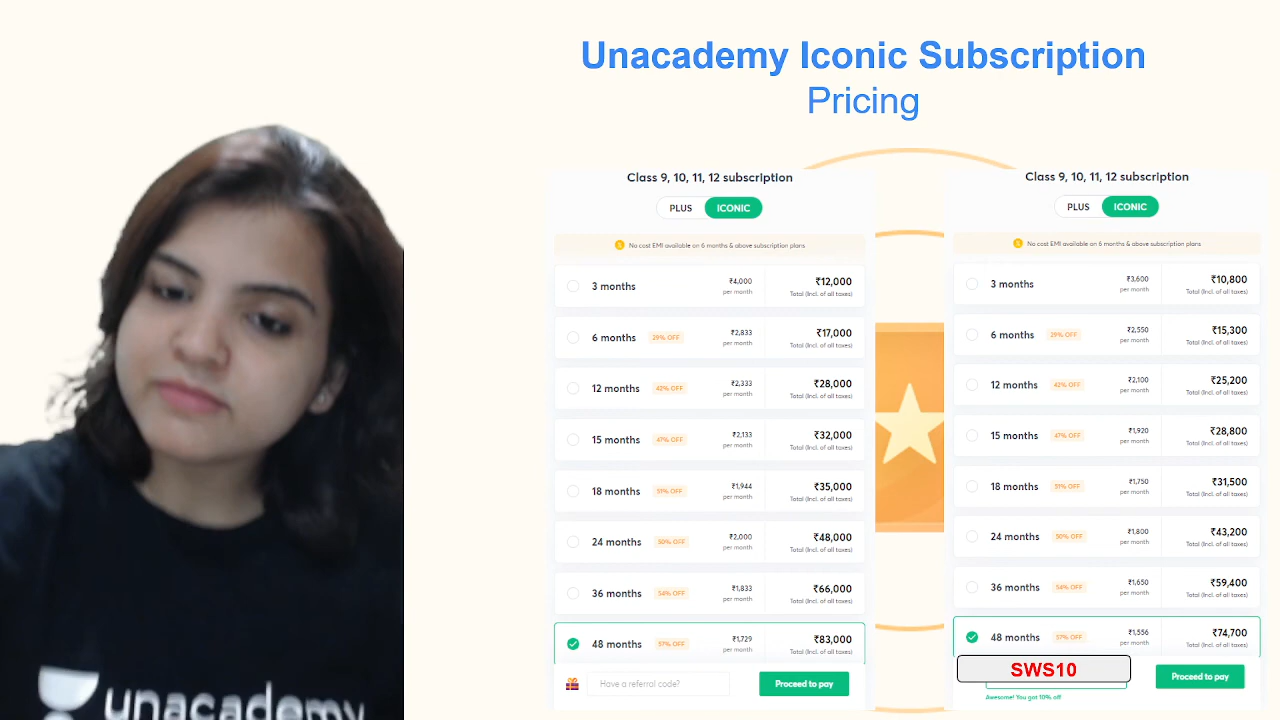 Unacademy Iconic Subscription
Pricing
Class 9, 10, 11, 12 subscription
PLUS ICONIC
No cost EMI available on 6 months & above subscription plans
3 months ₹4,000 per month ₹12,000 Total (Incl. of all taxes)
6 months 29% OFF ₹2,833 per month ₹17,000 Total (Incl. of all taxes)
12 months 42% OFF ₹2,333 per month ₹28,000 Total (Incl. of all taxes)
15 months 47% OFF ₹2,133 per month ₹32,000 Total (Incl. of all taxes)
18 months 51% OFF ₹1,944 per month ₹35,000 Total (Incl. of all taxes)
24 months 50% OFF ₹2,000 per month ₹48,000 Total (Incl. of all taxes)
36 months 54% OFF ₹1,833 per month ₹66,000 Total (Incl. of all taxes)
48 months 57% OFF ₹1,729 per month ₹83,000 Total (Incl. of all taxes)
Have a referral code? Proceed to pay
Class 9, 10, 11, 12 subscription
PLUS ICONIC
No cost EMI available on 6 months & above subscription plans
3 months ₹3,600 per month ₹10,800 Total (Incl. of all taxes)
6 months 29% OFF ₹2,550 per month ₹15,300 Total (Incl. of all taxes)
12 months 42% OFF ₹2,100 per month ₹25,200 Total (Incl. of all taxes)
15 months 47% OFF ₹1,920 per month ₹28,800 Total (Incl. of all taxes)
18 months 51% OFF ₹1,750 per month ₹31,500 Total (Incl. of all taxes)
24 months 50% OFF ₹1,800 per month ₹43,200 Total (Incl. of all taxes)
36 months 54% OFF ₹1,650 per month ₹59,400 Total (Incl. of all taxes)
48 months 57% OFF ₹1,556 per month ₹74,700 Total (Incl. of all taxes)
SWS10 Proceed to pay
Awesome! You got 10% off
unacademy